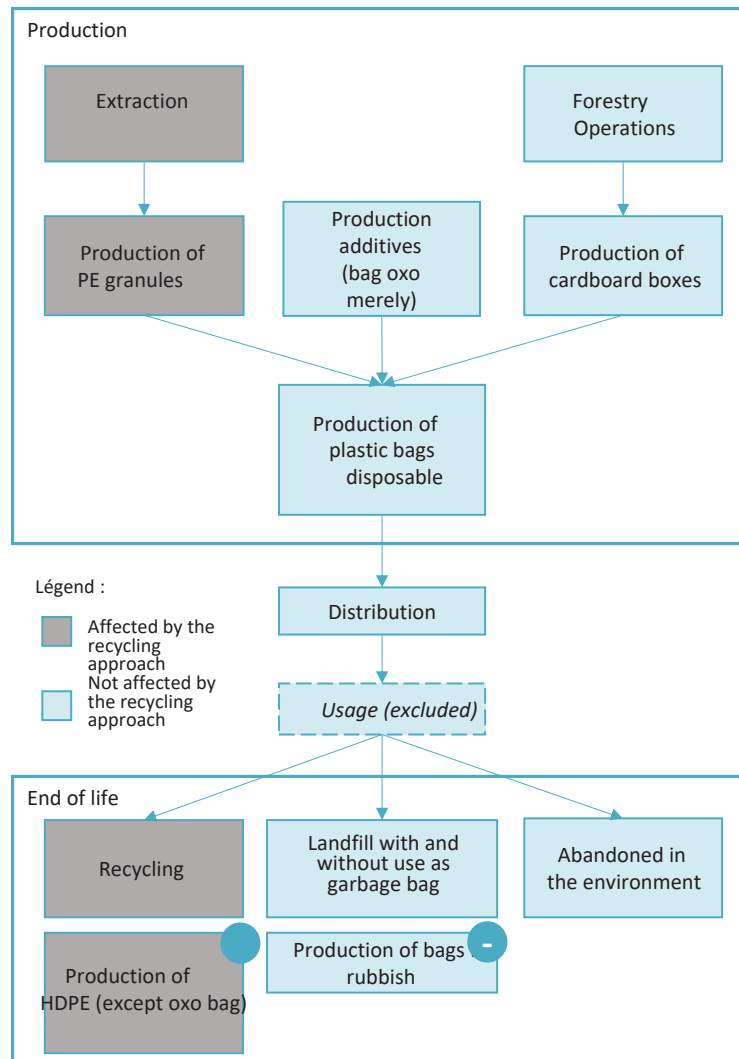 Production
Extraction
Forestry
Operations
Production of
PE granules
Production
additives
(bag oxo
merely)
Production of
cardboard boxes
Production of
plastic bags
disposable
Légend :
Affected by the
recycling
approach
Not affected by
the recycling
approach
Distribution
Usage (excluded)
End of life
Recycling
Landfill with and
without use as
garbage bag
Abandoned in
the environment
Production of
HDPE (except oxo bag)
Production of bags
rubbish
-